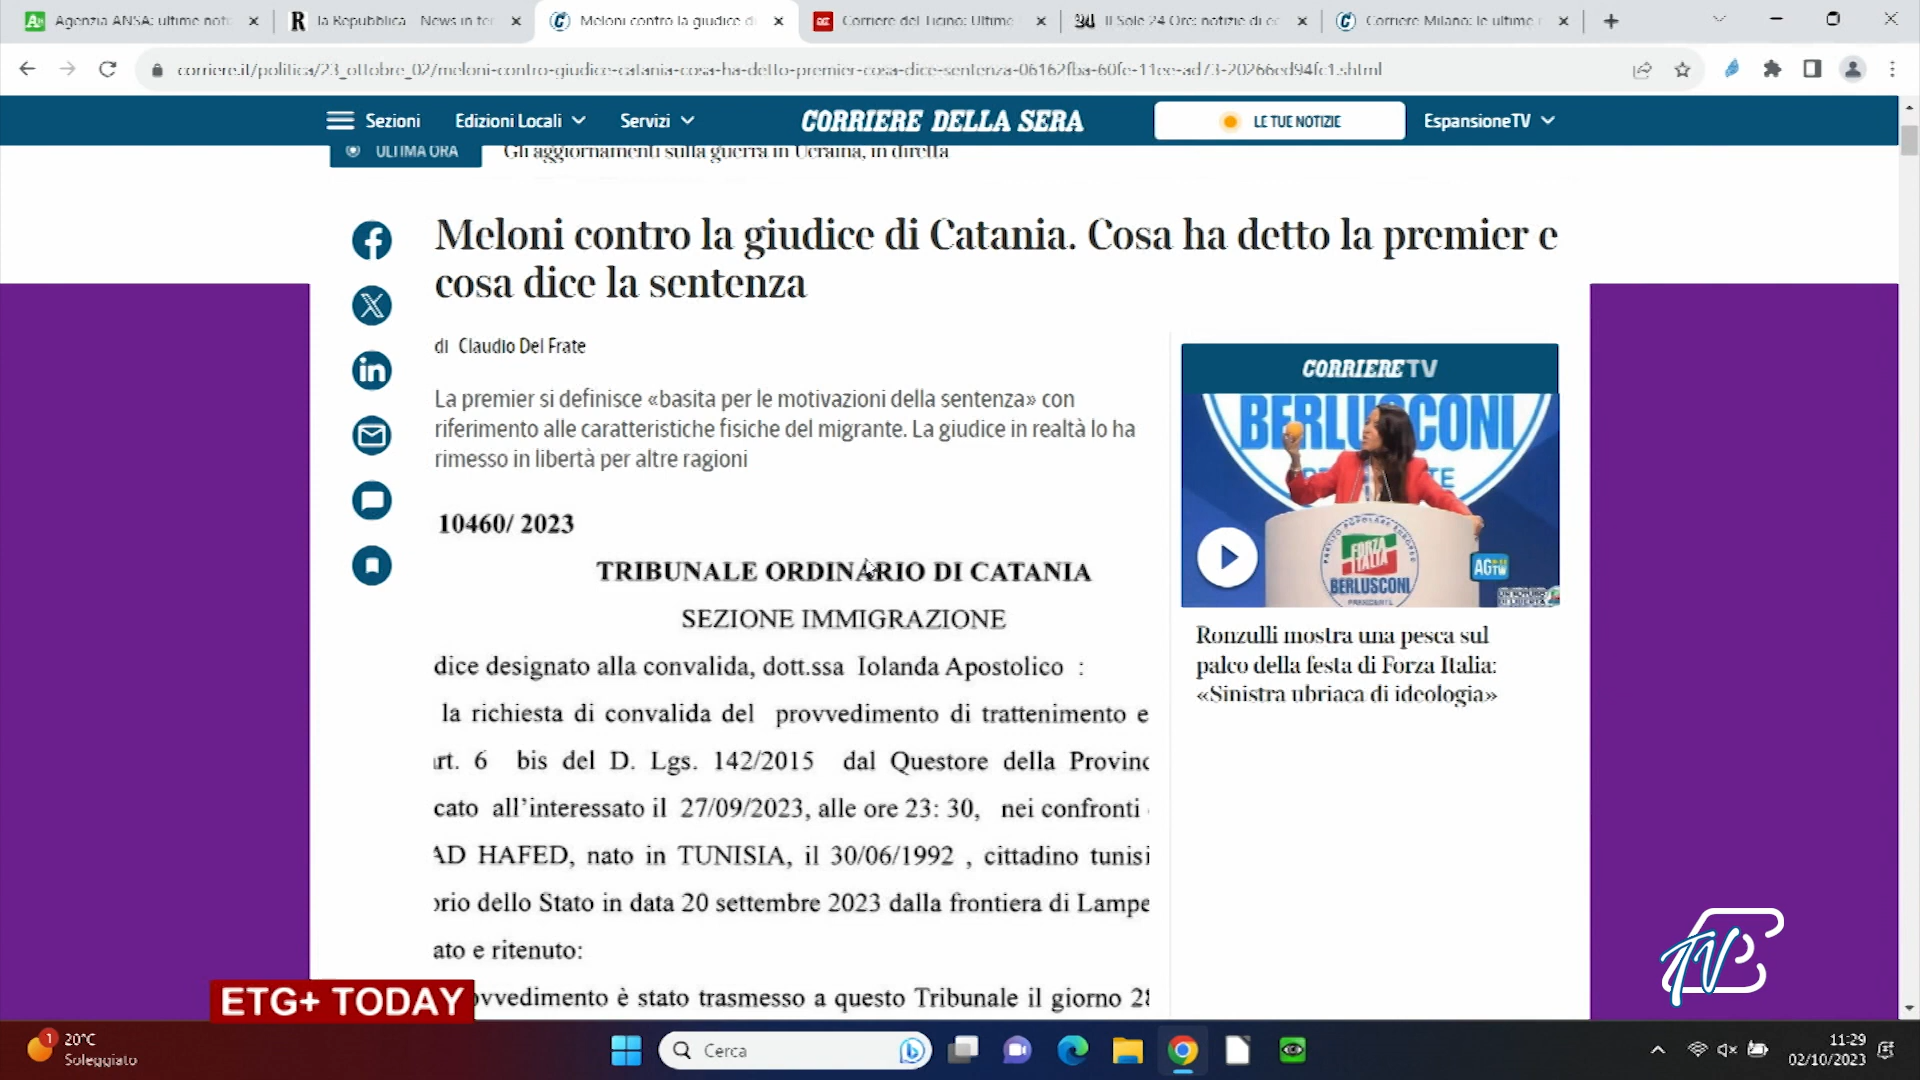 Agenzia ANSA: ultime noti
la Repubblica - News in te
Meloni contro la giudice d
Corriere del Ticino: Ultime
Il Sole 24 Ore: notizie di e
Corriere Milano: le ultime
corriere.it/politica/23_ottobre_02/meloni-contro-giudice-catania-cosa-ha-detto-premier-cosa-dice-sentenza-06162fba-60fe-11ee-ad73-20266ed94fc1.shtml
Sezioni
Edizioni Locali
Servizi
CORRIERE DELLA SERA
LE TUE NOTIZIE
EspansioneTV
ULTIMA ORA
Gli aggiornamenti sulla guerra in Ucraina, in diretta
Meloni contro la giudice di Catania. Cosa ha detto la premier e
cosa dice la sentenza
di Claudio Del Frate
La premier si definisce «basita per le motivazioni della sentenza» con
riferimento alle caratteristiche fisiche del migrante. La giudice in realtà lo ha
rimesso in libertà per altre ragioni
10460/ 2023
TRIBUNALE ORDINARIO DI CATANIA
SEZIONE IMMIGRAZIONE
dice designato alla convalida, dott.ssa Iolanda Apostolico :
la richiesta di convalida del provvedimento di trattenimento e
rt. 6 bis del D. Lgs. 142/2015 dal Questore della Provinc
cato all'interessato il 27/09/2023, alle ore 23: 30, nei confronti
AD HAFED, nato in TUNISIA, il 30/06/1992 , cittadino tunisi
orio dello Stato in data 20 settembre 2023 dalla frontiera di Lampe
ato e ritenuto:
ovvedimento è stato trasmesso a questo Tribunale il giorno 28
CORRIERE TV
BERLUSCONI
PARTITO POPOLARE EUROPEO
FORZA
ITALIA
BERLUSCONI
PRESIDENTE
AGTW
Ronzulli mostra una pesca sul
palco della festa di Forza Italia:
«Sinistra ubriaca di ideologia»
ETG+ TODAY
1
20°C
Soleggiato
Cerca
11:29
02/10/2023